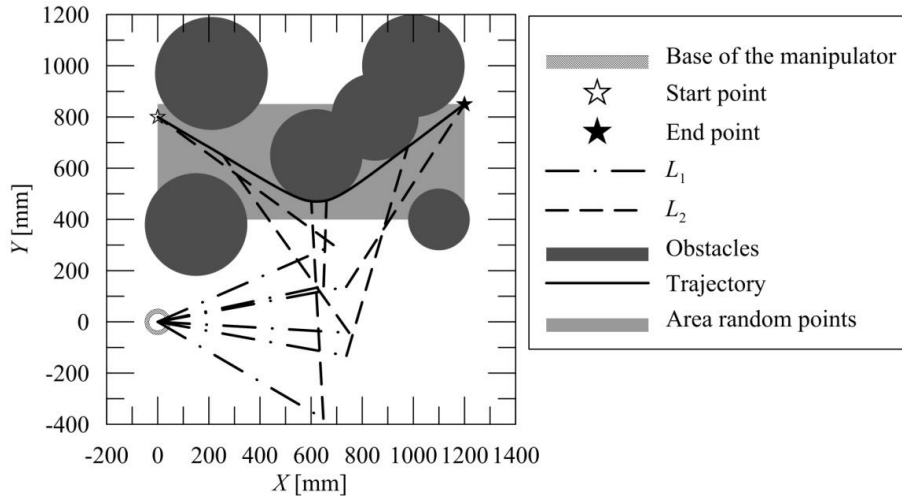 1200
1000
800
600
400
200
0
-200
-400
Y [mm]
-200 0 200 400 600 800 1000 1200 1400
X [mm]
Base of the manipulator
Start point
End point
L1
L2
Obstacles
Trajectory
Area random points